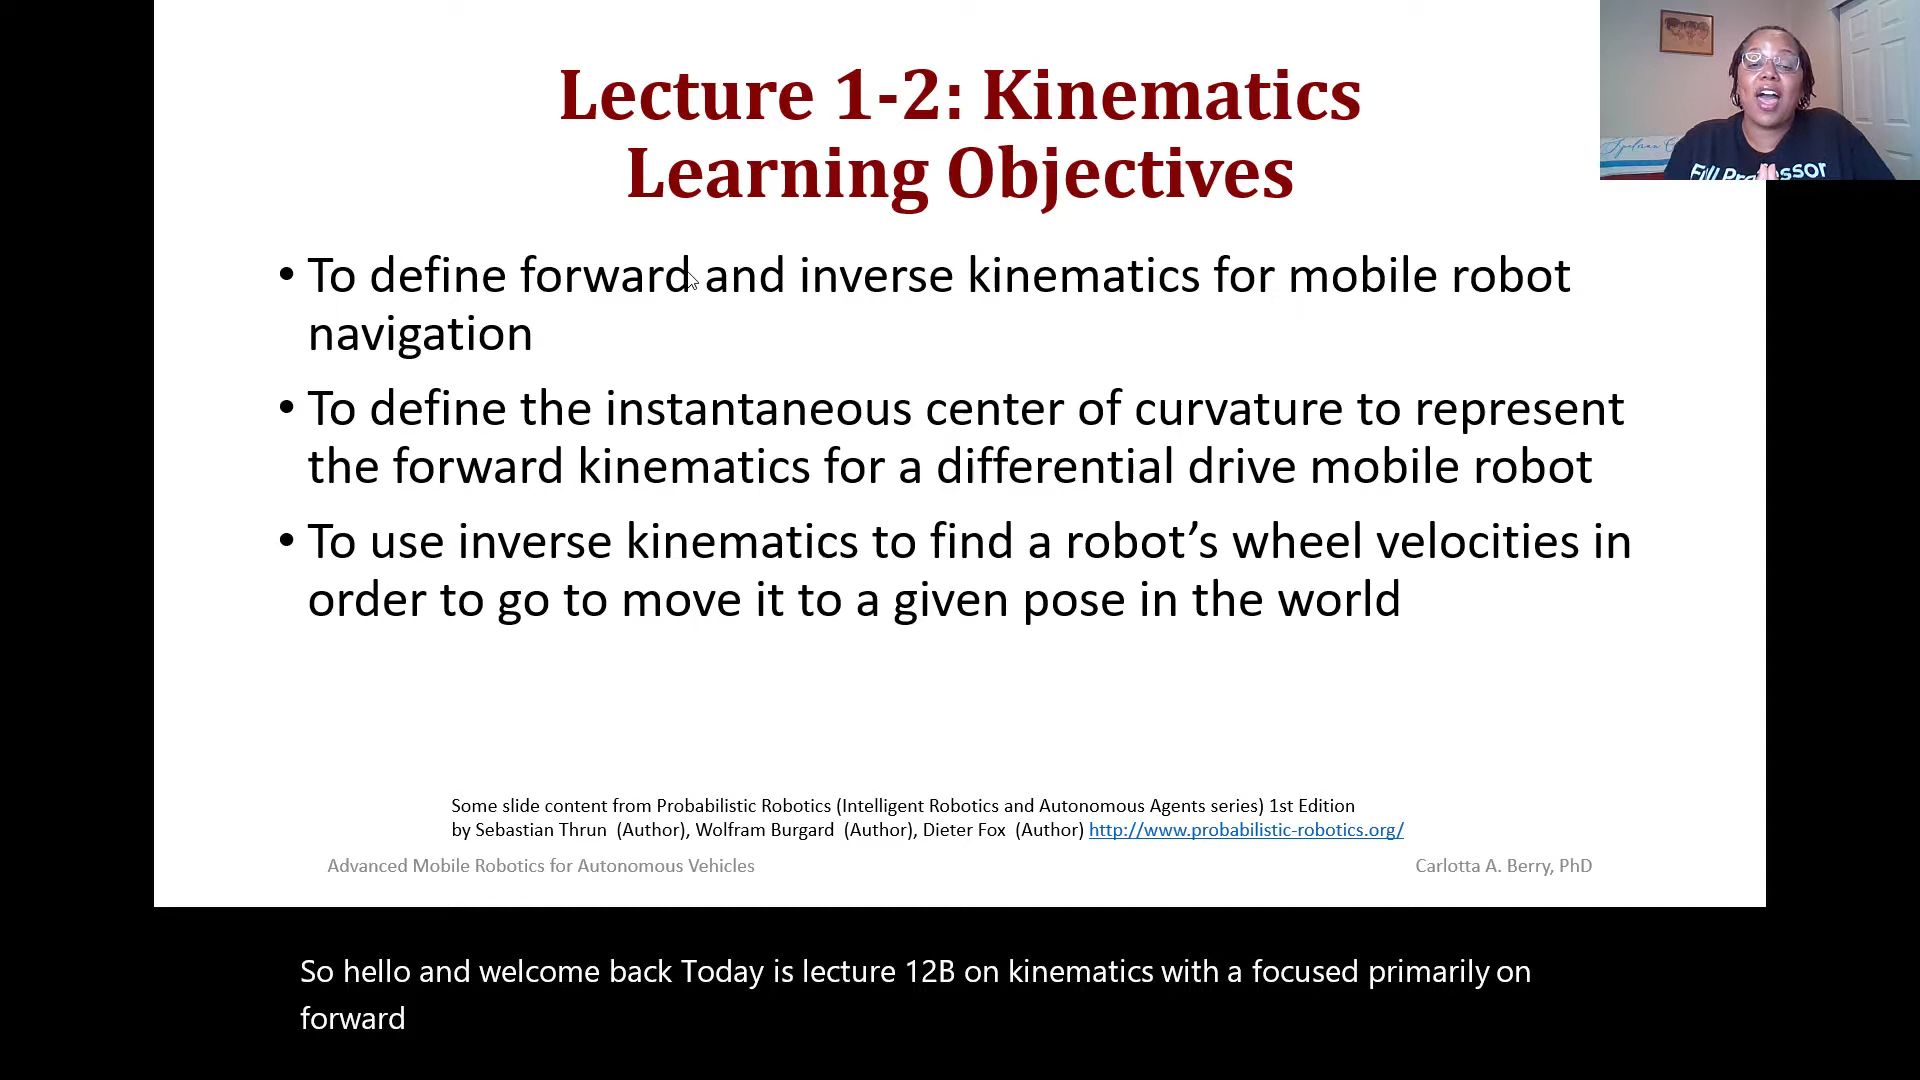 Lecture 1-2: Kinematics
Learning Objectives
• To define forward and inverse kinematics for mobile robot
navigation
• To define the instantaneous center of curvature to represent
the forward kinematics for a differential drive mobile robot
• To use inverse kinematics to find a robot’s wheel velocities in
order to go to move it to a given pose in the world
Some slide content from Probabilistic Robotics (Intelligent Robotics and Autonomous Agents series) 1st Edition
by Sebastian Thrun (Author), Wolfram Burgard (Author), Dieter Fox (Author) http://www.probabilistic-robotics.org/
Advanced Mobile Robotics for Autonomous Vehicles
Carlotta A. Berry, PhD
Spelman
Full
So hello and welcome back Today is lecture 12B on kinematics with a focused primarily on
forward